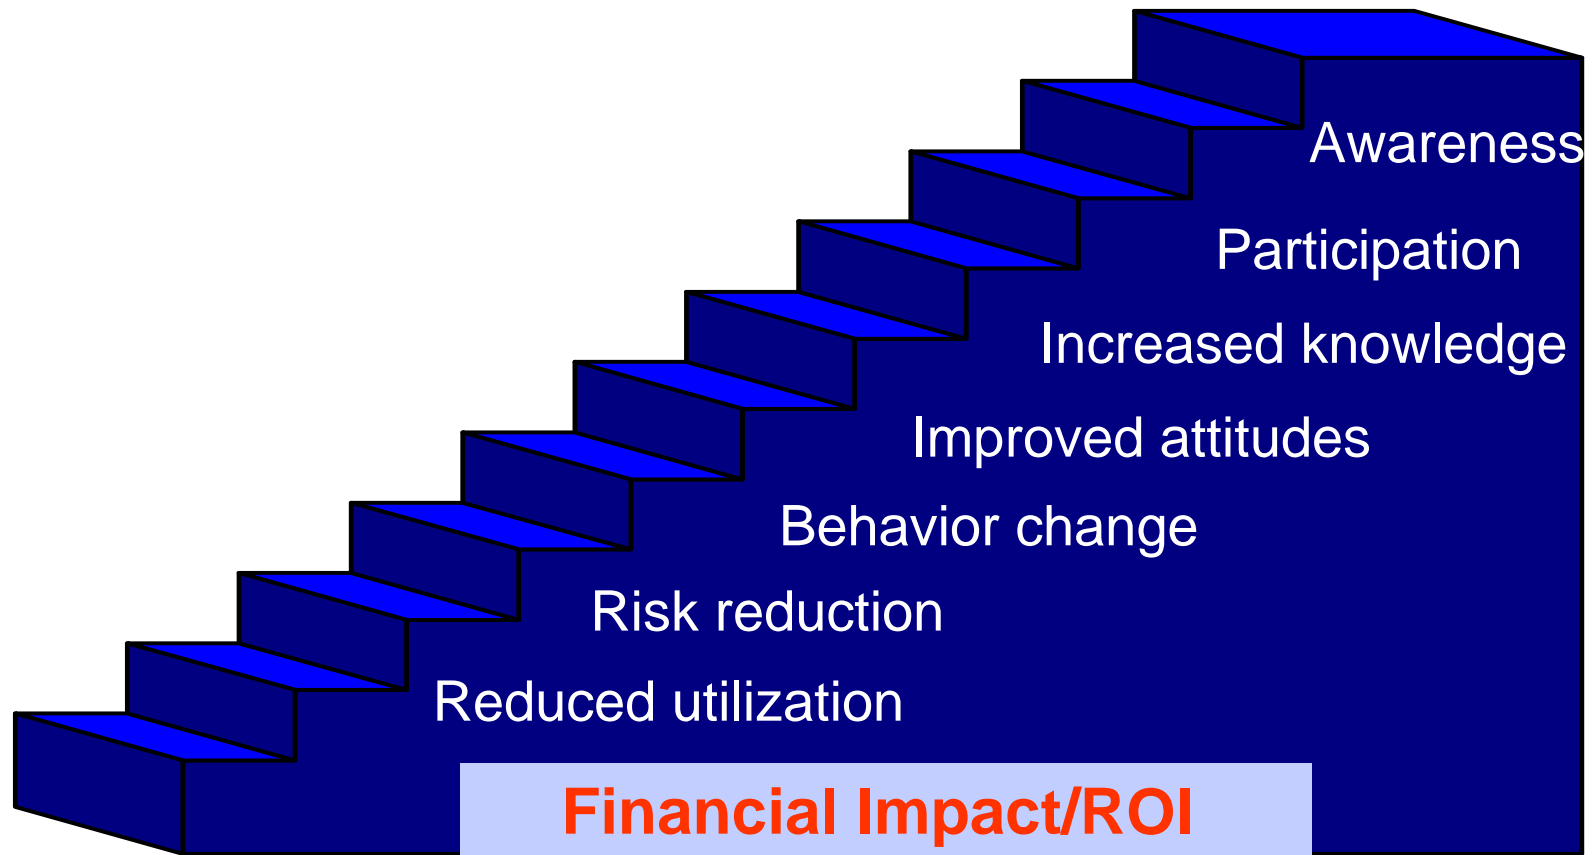 Awareness
Participation
Increased knowledge
Improved attitudes
Behavior change
Risk reduction
Reduced utilization
Financial Impact/ROI